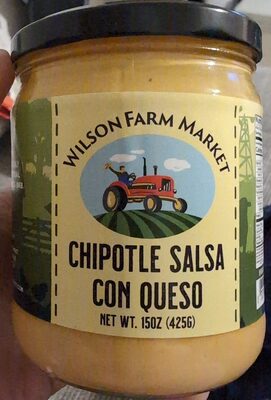 WILSON FARM MARKET
CHIPOTLE SALSA
CON QUESO
NET WT. 15OZ (425G)